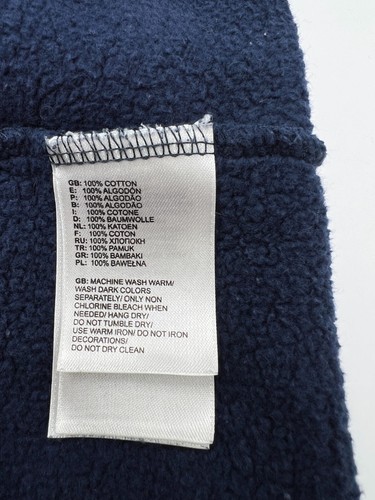 GB: 100% COTTON
E: 100% ALGODÓN
P: 100% ALGODÃO
B: 100% ALGODÃO
I: 100% COTONE
D: 100% BAUMWOLLE
NL: 100% KATOEN
F: 100% COTON
RU: 100% ХЛОПОКН
TR: 100% PAMUK
GR: 100% BAMBAKI
PL: 100% BAWEŁNA
GB: MACHINE WASH WARM/
WASH DARK COLORS
SEPARATELY/ ONLY NON
CHLORINE BLEACH WHEN
NEEDED/ HANG DRY/
DO NOT TUMBLE DRY/
USE WARM IRON/ DO NOT IRON
DECORATIONS/
DO NOT DRY CLEAN